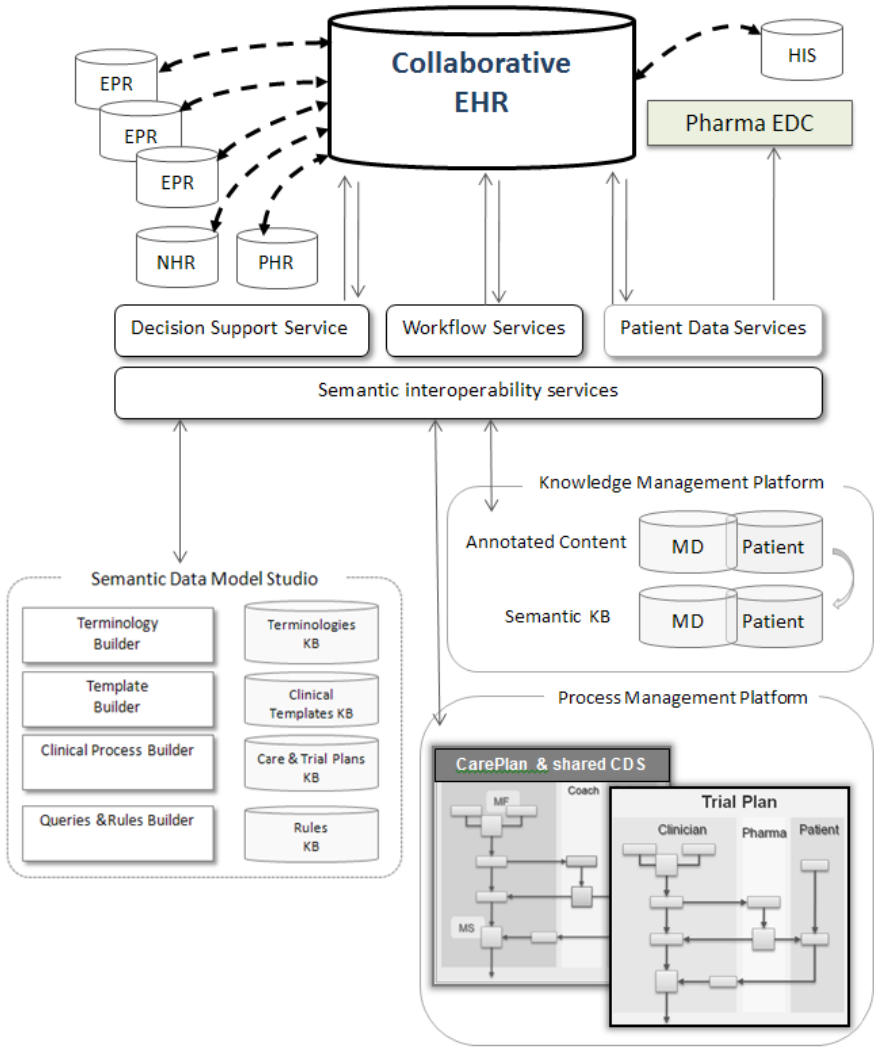 Collaborative
EHR
HIS
EPR
EPR
EPR
NHR
PHR
Pharma EDC
Decision Support Service
Workflow Services
Patient Data Services
Semantic interoperability services
Knowledge Management Platform
Annotated Content
MD
Patient
Semantic KB
MD
Patient
Semantic Data Model Studio
Terminology
Builder
Terminologies
KB
Template
Builder
Clinical
Templates KB
Clinical Process Builder
Care & Trial Plans
KB
Queries &Rules Builder
Rules
KB
Process Management Platform
CarePlan & shared CDS
Coach
MF
MS
Trial Plan
Clinician
Pharma
Patient